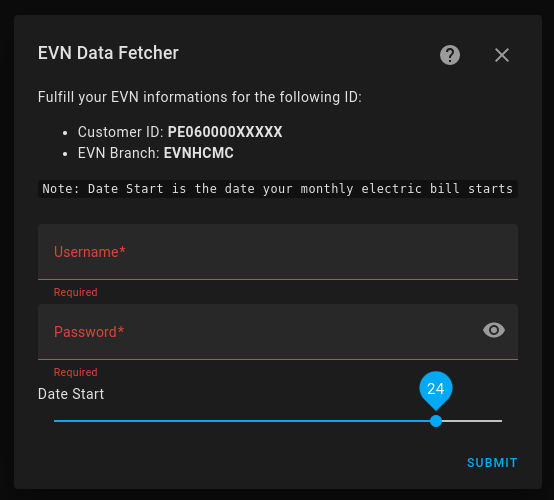 EVN Data Fetcher
Fulfill your EVN informations for the following ID:
• Customer ID: PE060000XXXXX
• EVN Branch: EVNHCMC
Note: Date Start is the date your monthly electric bill starts
Username*
Required
Password*
Required
Date Start
24
SUBMIT